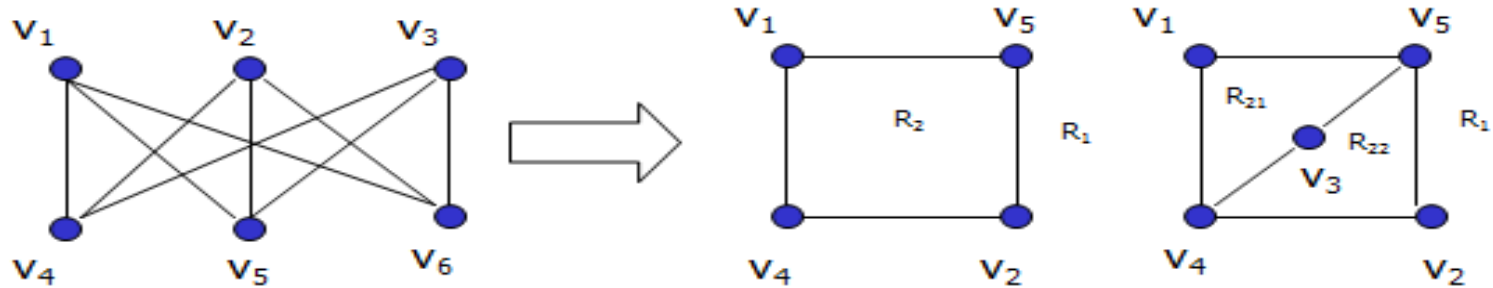 v₁ v₂ v₃
v₄ v₅ v₆
v₁ v₅
R₂ R₁
v₄ v₂
v₁ v₅
R₂₁ R₁
R₂₂
v₃
v₄ v₂